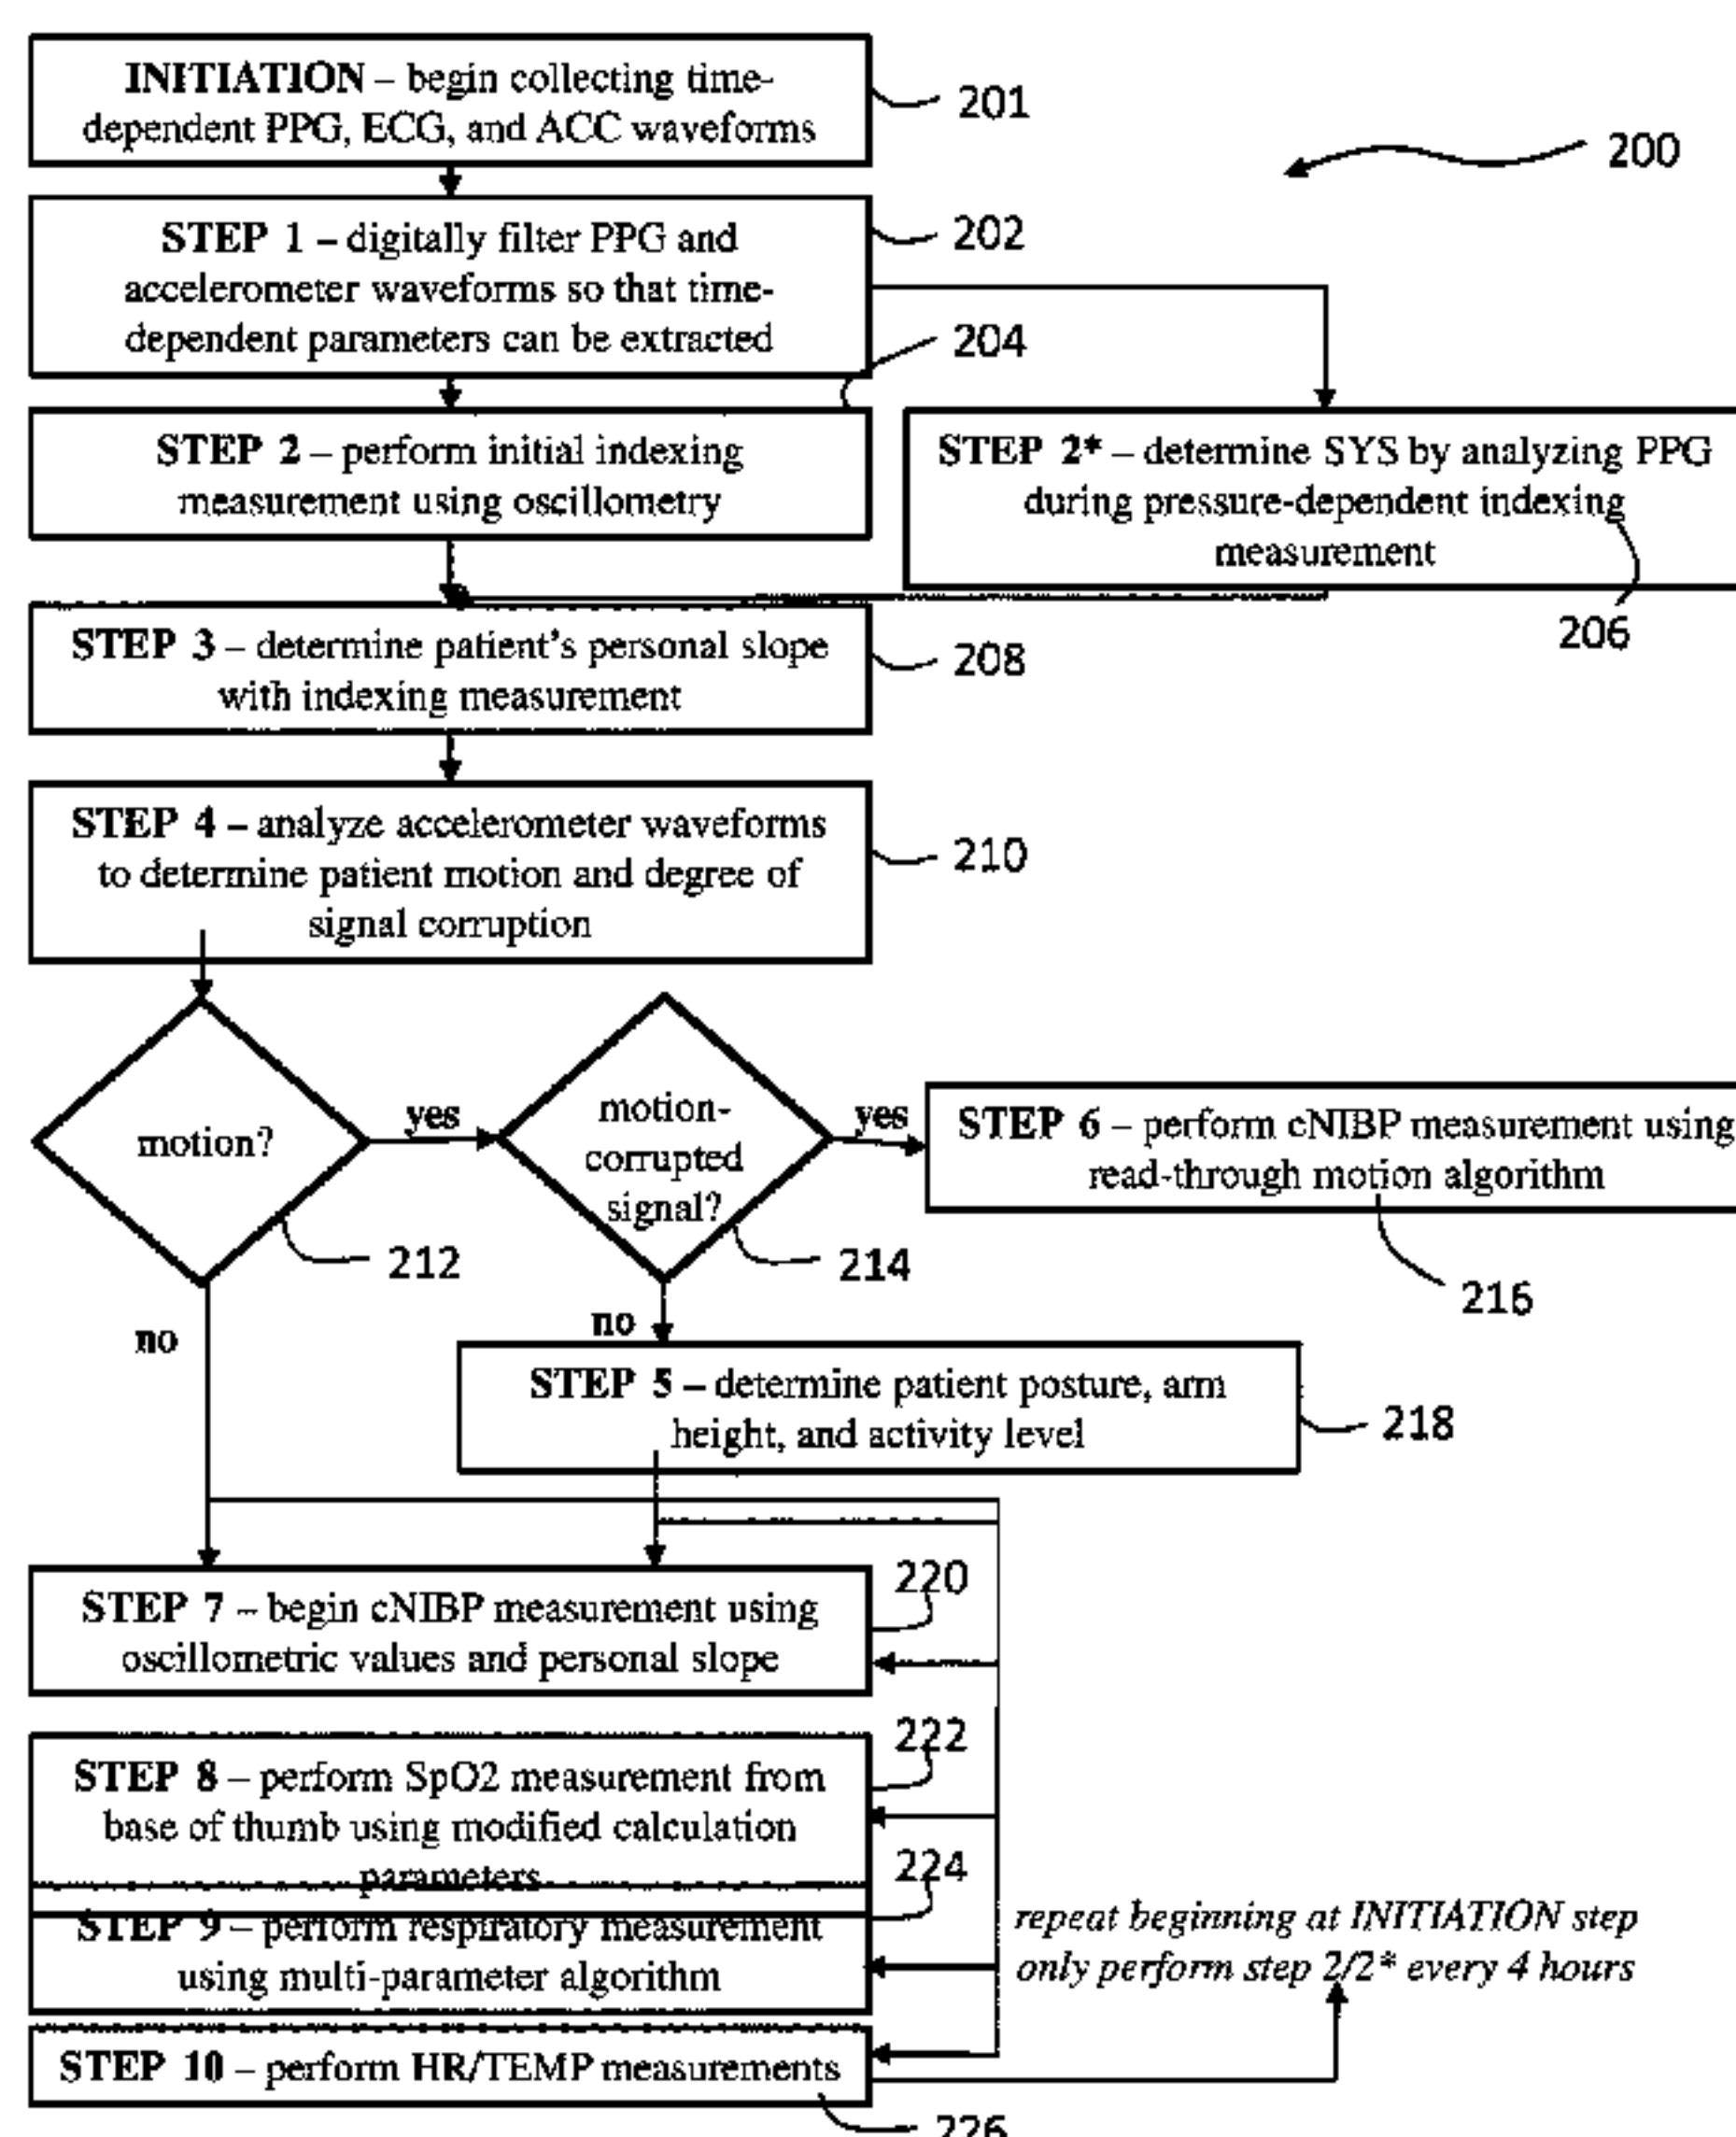 INITIATION – begin collecting time-
dependent PPG, ECG, and ACC waveforms
201
200
STEP 1 – digitally filter PPG and
accelerometer waveforms so that time-
dependent parameters can be extracted
202
204
STEP 2 – perform initial indexing
measurement using oscillometry
STEP 2* – determine SYS by analyzing PPG
during pressure-dependent indexing
measurement
206
STEP 3 – determine patient's personal slope
with indexing measurement
208
STEP 4 – analyze accelerometer waveforms
to determine patient motion and degree of
signal corruption
210
motion?
yes
motion-
corrupted
signal?
yes
STEP 6 – perform cNIBP measurement using
read-through motion algorithm
212
214
216
no
no
STEP 5 – determine patient posture, arm
height, and activity level
218
220
STEP 7 – begin cNIBP measurement using
oscillometric values and personal slope
222
STEP 8 – perform SpO2 measurement from
base of thumb using modified calculation
parameters
224
STEP 9 – perform respiratory measurement
using multi-parameter algorithm
repeat beginning at INITIATION step
only perform step 2/2* every 4 hours
STEP 10 – perform HR/TEMP measurements
226